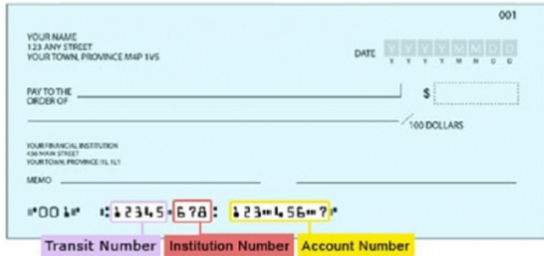 001
YOUR NAME
123 ANY STREET
YOUR TOWN, PROVINCE M4P 1V5
DATE Y Y Y Y M M D D
Y Y Y Y M M D D
PAY TO THE
ORDER OF
$
/100 DOLLARS
YOUR FINANCIAL INSTITUTION
456 MAIN STREET
YOUR TOWN, PROVINCE 1L 1L1
MEMO
⑈001⑈ ⑆12345⑉678⑆ 123⑉456⑉7⑈
Transit Number Institution Number Account Number